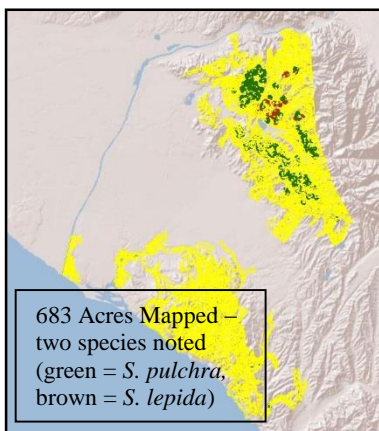 683 Acres Mapped –
two species noted
(green = S. pulchra,
brown = S. lepida)